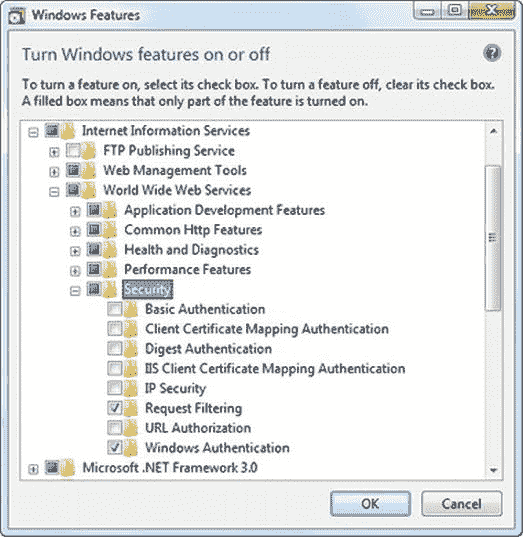 Windows Features
Turn Windows features on or off
To turn a feature on, select its check box. To turn a feature off, clear its check box.
A filled box means that only part of the feature is turned on.
Internet Information Services
FTP Publishing Service
Web Management Tools
World Wide Web Services
Application Development Features
Common Http Features
Health and Diagnostics
Performance Features
Security
Basic Authentication
Client Certificate Mapping Authentication
Digest Authentication
IIS Client Certificate Mapping Authentication
IP Security
Request Filtering
URL Authorization
Windows Authentication
Microsoft .NET Framework 3.0
OK
Cancel